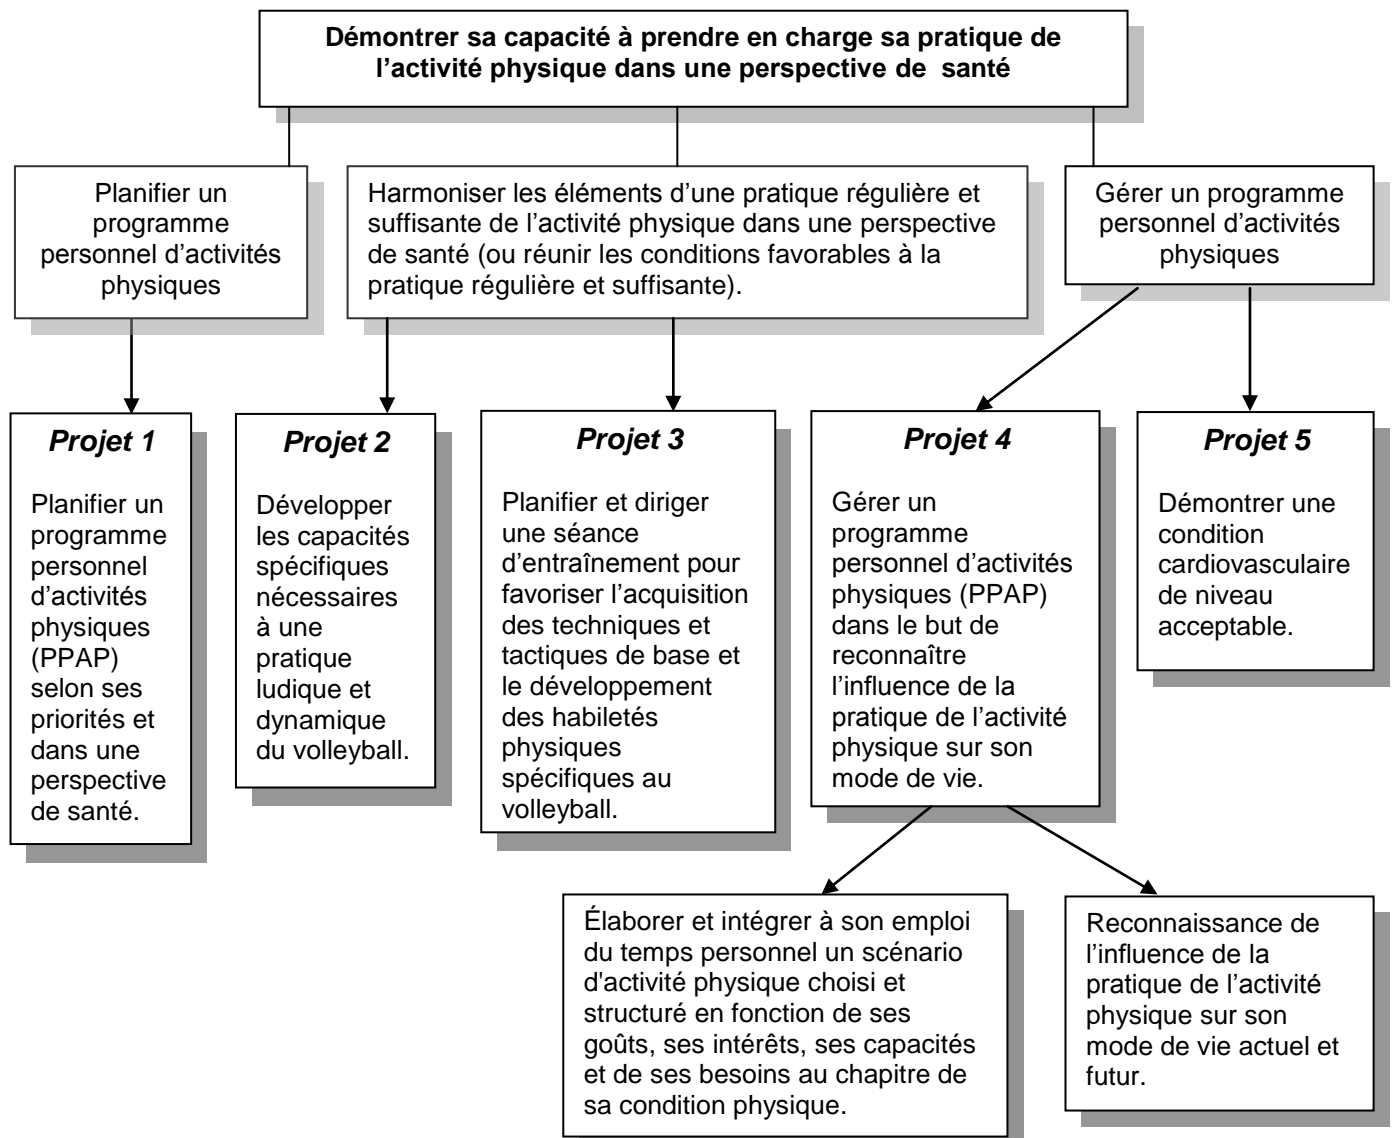 Démontrer sa capacité à prendre en charge sa pratique de
l’activité physique dans une perspective de santé
Planifier un
programme
personnel d’activités
physiques
Harmoniser les éléments d’une pratique régulière et
suffisante de l’activité physique dans une perspective
de santé (ou réunir les conditions favorables à la
pratique régulière et suffisante).
Gérer un programme
personnel d’activités
physiques
Projet 1
Planifier un
programme
personnel
d’activités
physiques
(PPAP)
selon ses
priorités et
dans une
perspective
de santé.
Projet 2
Développer
les capacités
spécifiques
nécessaires
à une
pratique
ludique et
dynamique
du volleyball.
Projet 3
Planifier et diriger
une séance
d’entraînement pour
favoriser l’acquisition
des techniques et
tactiques de base et
le développement
des habiletés
physiques
spécifiques au
volleyball.
Projet 4
Gérer un
programme
personnel d’activités
physiques (PPAP)
dans le but de
reconnaître
l’influence de la
pratique de l’activité
physique sur son
mode de vie.
Projet 5
Démontrer une
condition
cardiovasculaire
de niveau
acceptable.
Élaborer et intégrer à son emploi
du temps personnel un scénario
d'activité physique choisi et
structuré en fonction de ses
goûts, ses intérêts, ses capacités
et de ses besoins au chapitre de
sa condition physique.
Reconnaissance de
l’influence de la
pratique de l’activité
physique sur son
mode de vie actuel et
futur.